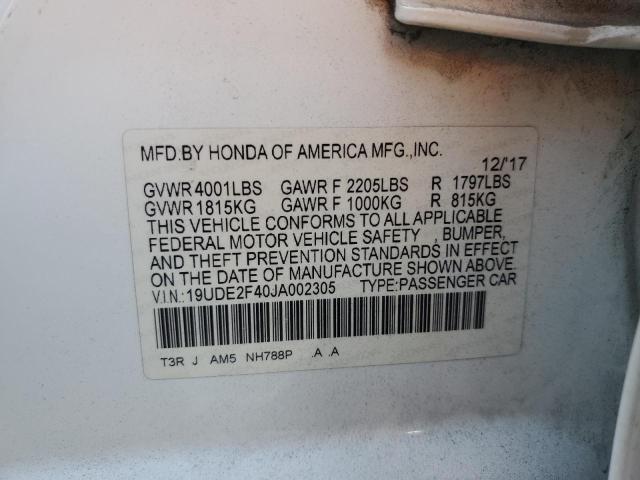 MFD.BY HONDA OF AMERICA MFG.,INC.
12/'17
GVWR 4001LBS GAWR F 2205LBS R 1797LBS
GVWR 1815KG GAWR F 1000KG R 815KG
THIS VEHICLE CONFORMS TO ALL APPLICABLE
FEDERAL MOTOR VEHICLE SAFETY , BUMPER,
AND THEFT PREVENTION STANDARDS IN EFFECT
ON THE DATE OF MANUFACTURE SHOWN ABOVE.
V.I.N.: 19UDE2F40JA002305 TYPE:PASSENGER CAR
T3R J AM5 NH788P .A .A